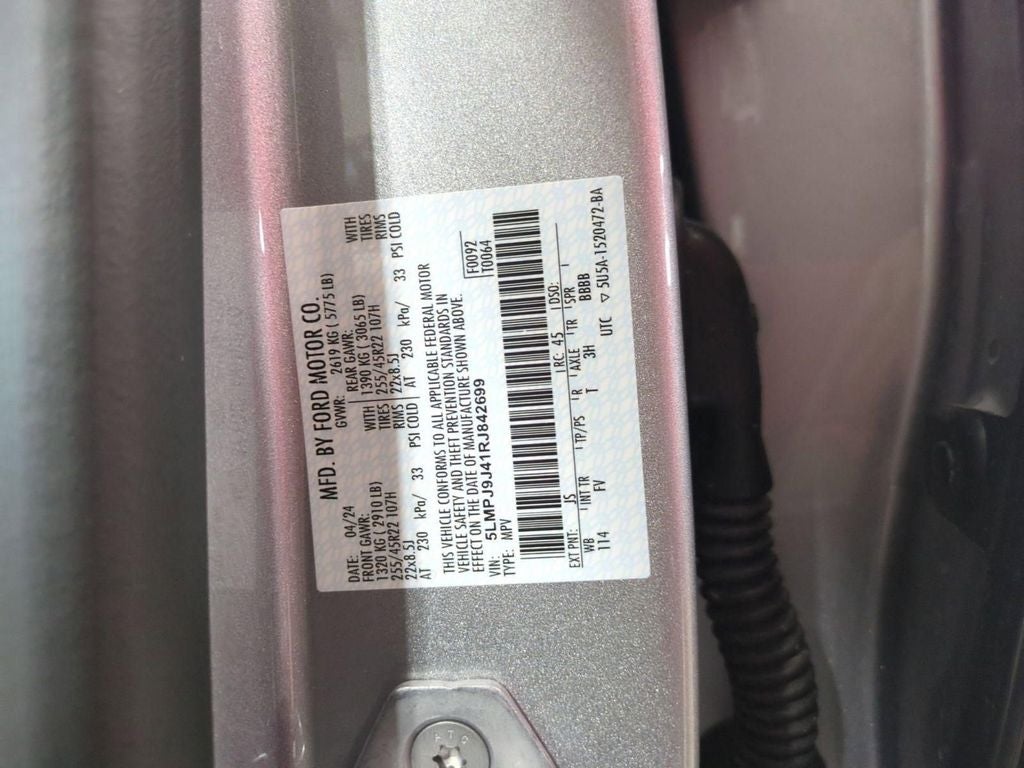 MFD. BY FORD MOTOR CO.
DATE: 04/24 GVWR: 2619 KG ( 5775 LB)
FRONT GAWR: REAR GAWR:
1320 KG ( 2910 LB) WITH 1390 KG ( 3065 LB) WITH
255/45R22 107H TIRES 255/45R22 107H TIRES
22x8.5J RIMS 22x8.5J RIMS
AT 230 kPa/ 33 PSI COLD AT 230 kPa/ 33 PSI COLD
THIS VEHICLE CONFORMS TO ALL APPLICABLE FEDERAL MOTOR
VEHICLE SAFETY AND THEFT PREVENTION STANDARDS IN
EFFECT ON THE DATE OF MANUFACTURE SHOWN ABOVE.
VIN: 5LMPJ9J41RJ842699 F0092
TYPE: MPV T0064
EXT PNT: JS RC: 45 DSO:
WB INT TR TP/PS R AXLE TR SPR
114 FV T 3H BBBB
UTC ▽ 5U5A-1520472-BA
ATG